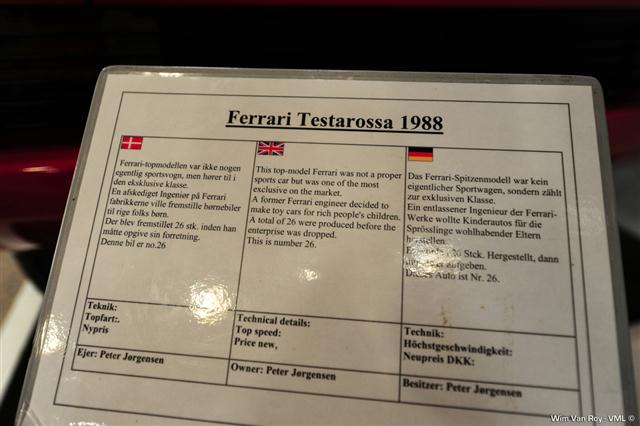 Ferrari Testarossa 1988
Ferrari-topmodellen var ikke nogen
egentlig sportsvogn, men hører til i
den eksklusive klasse.
En afskediget Ingeniør på Ferrari
fabrikkerne ville fremstille børnebiler
til rige folks børn.
Der blev fremstillet 26 stk. inden han
måtte opgive sin forretning.
Denne bil er no.26
This top-model Ferrari was not a proper
sports car but was one of the most
exclusive on the market.
A former Ferrari engineer decided to
make toy cars for rich people's children.
A total of 26 were produced before the
enterprise was dropped.
This is number 26.
Das Ferrari-Spitzenmodell war kein
eigentlicher Sportwagen, sondern zählt
zur exklusiven Klasse.
Ein entlassener Ingenieur der Ferrari-
Werke wollte Kinderautos für die
Sprösslinge wohlhabender Eltern
herstellen.
26 Stck. Hergestellt, dann
aufgeben.
Dieses Auto ist Nr. 26.
Teknik:
Topfart:.
Nypris
Technical details:
Top speed:
Price new,
Technik:
Höchstgeschwindigkeit:
Neupreis DKK:
Ejer: Peter Jørgensen
Owner: Peter Jørgensen
Besitzer: Peter Jørgensen
Wim Van Roy - VML ©